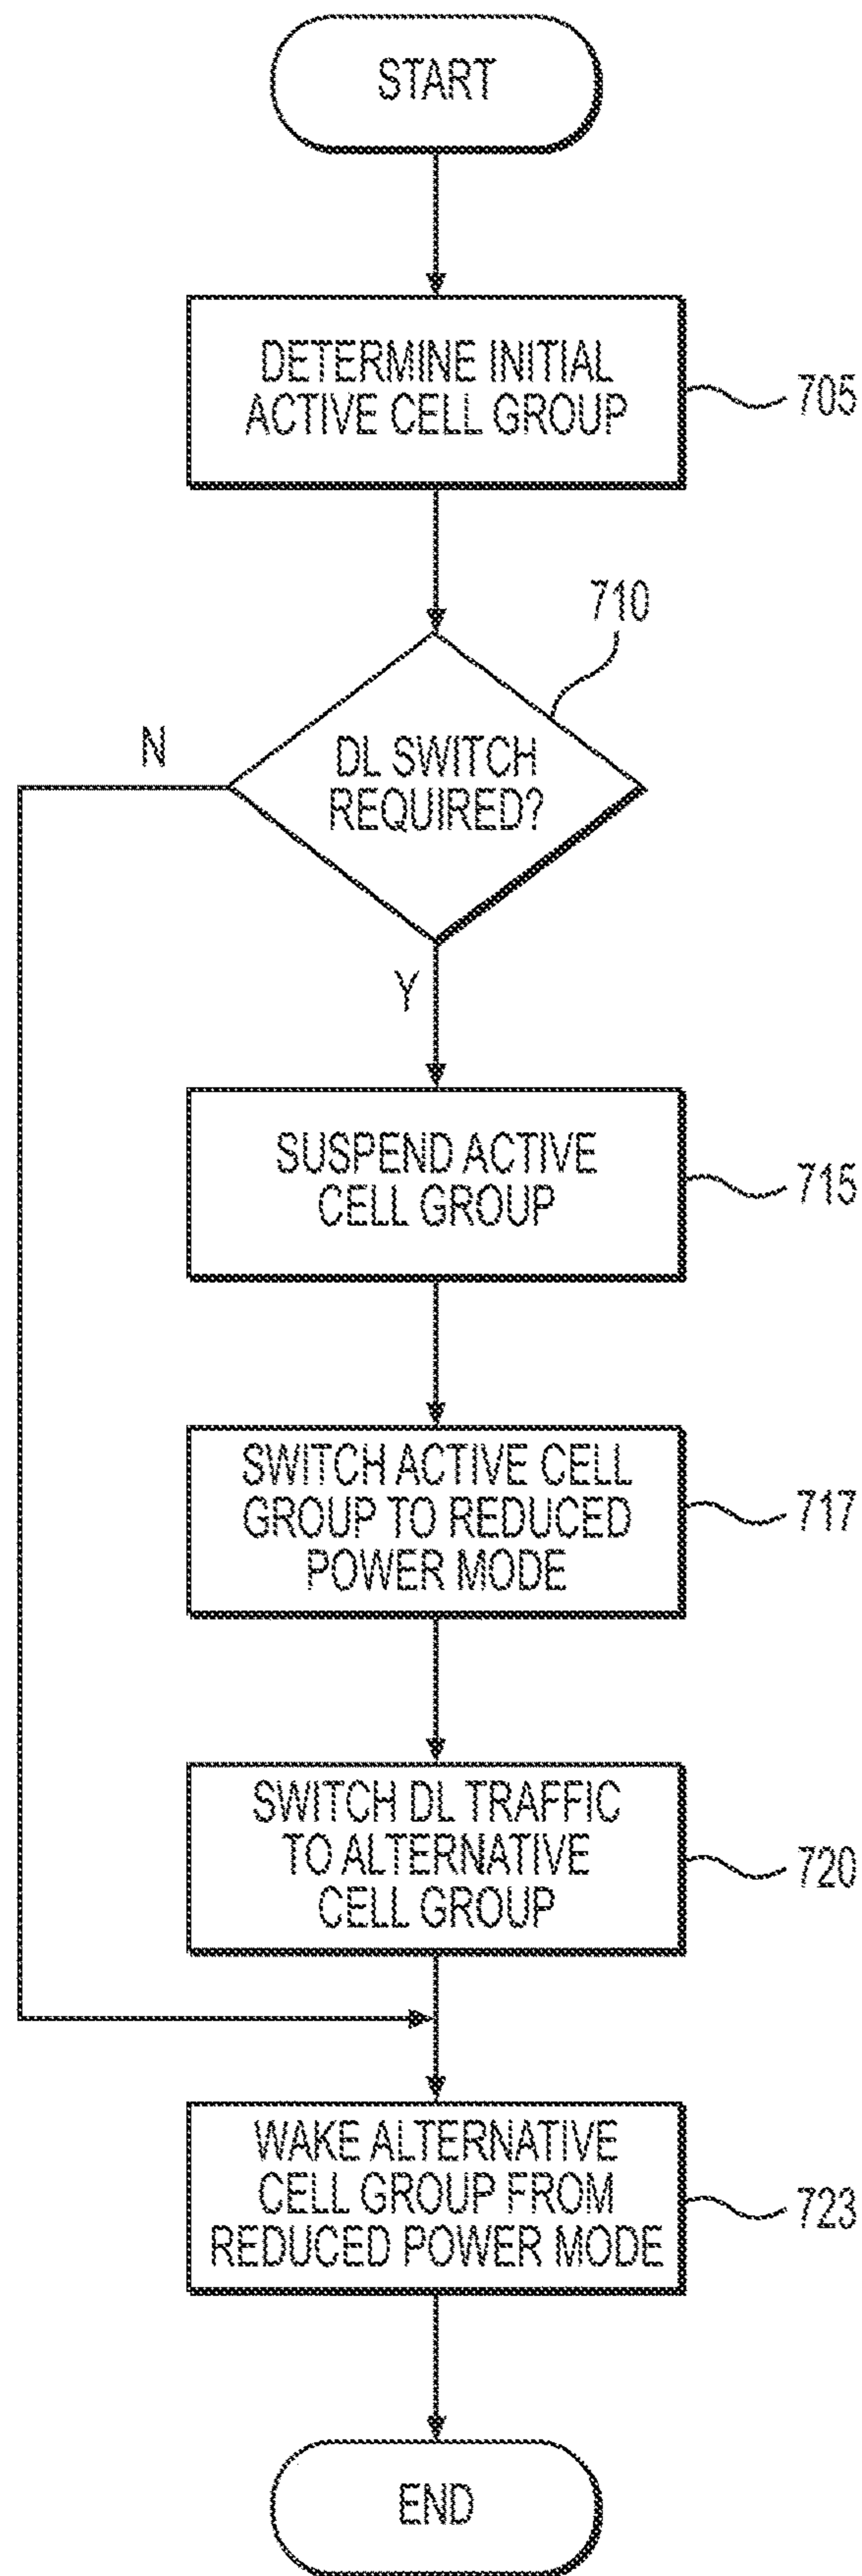 START
DETERMINE INITIAL
ACTIVE CELL GROUP
705
710
DL SWITCH
REQUIRED?
N
Y
SUSPEND ACTIVE
CELL GROUP
715
SWITCH ACTIVE CELL
GROUP TO REDUCED
POWER MODE
717
SWITCH DL TRAFFIC
TO ALTERNATIVE
CELL GROUP
720
WAKE ALTERNATIVE
CELL GROUP FROM
REDUCED POWER MODE
723
END